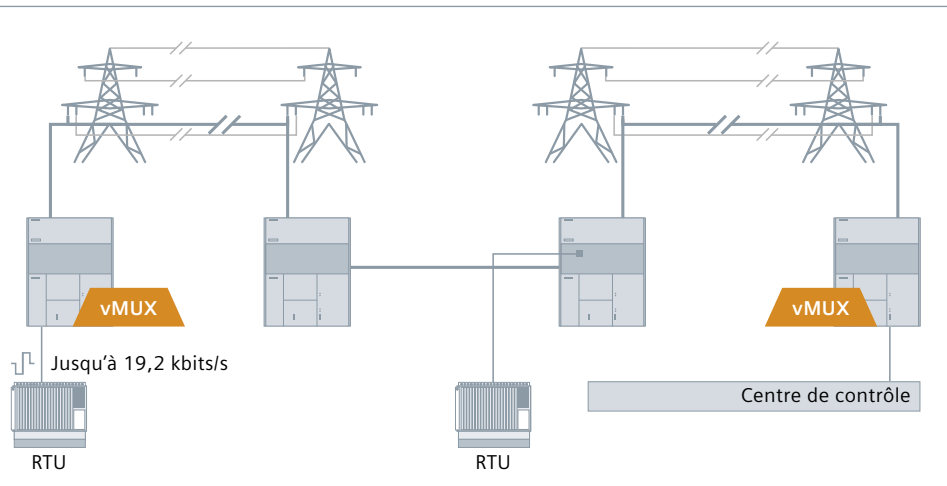 vMUX
vMUX
Jusqu’à 19,2 kbits/s
Centre de contrôle
RTU
RTU